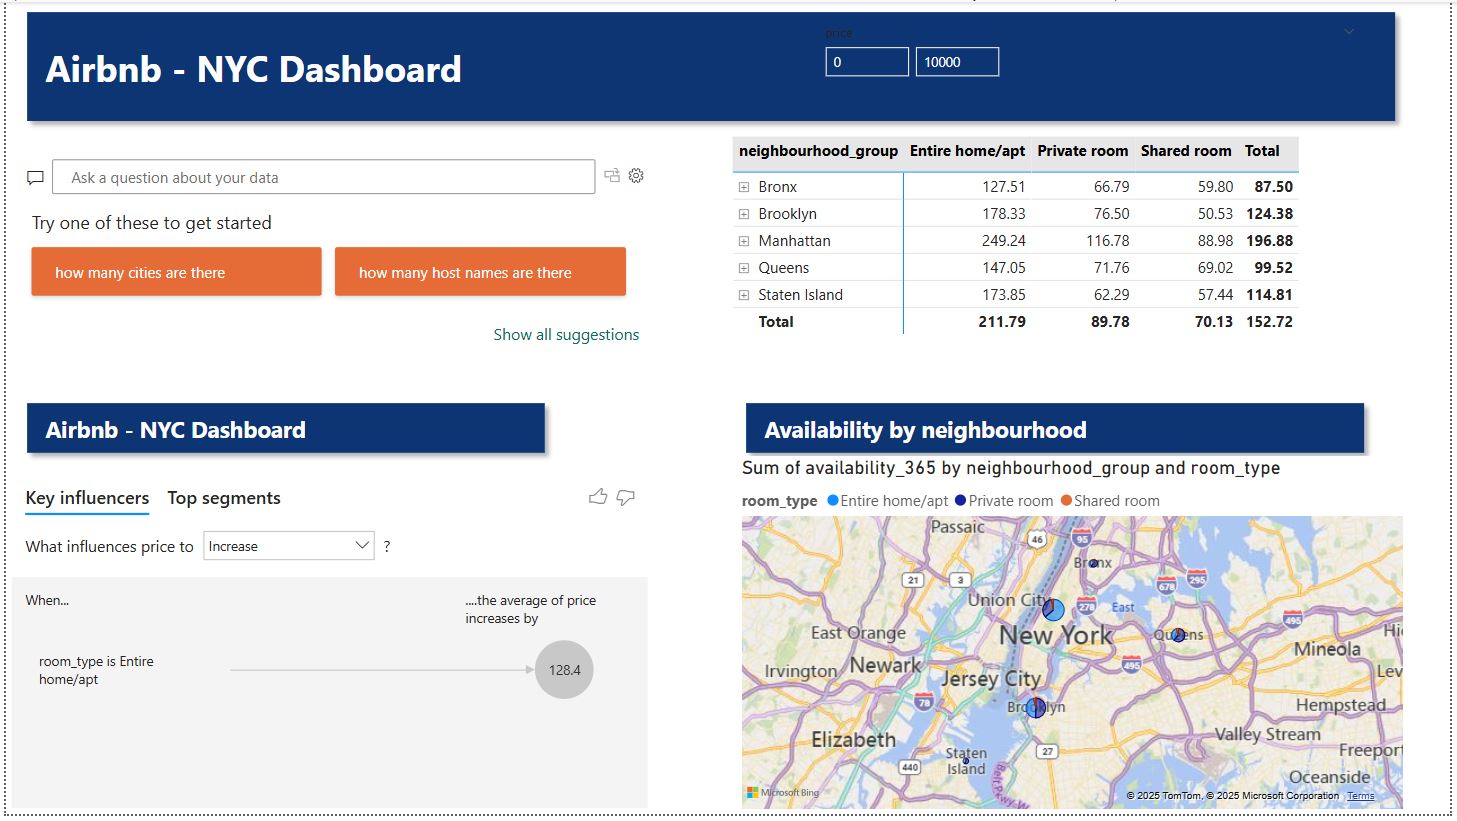 Airbnb - NYC Dashboard
price
0 10000
Ask a question about your data
Try one of these to get started
how many cities are there
how many host names are there
Show all suggestions
neighbourhood_group Entire home/apt Private room Shared room Total
Bronx 127.51 66.79 59.80 87.50
Brooklyn 178.33 76.50 50.53 124.38
Manhattan 249.24 116.78 88.98 196.88
Queens 147.05 71.76 69.02 99.52
Staten Island 173.85 62.29 57.44 114.81
Total 211.79 89.78 70.13 152.72
Airbnb - NYC Dashboard
Key influencers Top segments
What influences price to Increase ?
When...
....the average of price
increases by
room_type is Entire
home/apt
128.4
Availability by neighbourhood
Sum of availability_365 by neighbourhood_group and room_type
room_type Entire home/apt Private room Shared room
Passaic
46
95
Bronx
21
3
678
295
Union City
278
East
495
East Orange
New York
Queens
Hi
Mineola
Irvington
Newark
495
Lev
Jersey City
78
Brooklyn
Hempstead
Elizabeth
Valley Stream
27
Freeport
Staten
Island
440
Belt Pkwy
Oceanside
Microsoft Bing
© 2025 TomTom, © 2025 Microsoft Corporation Terms